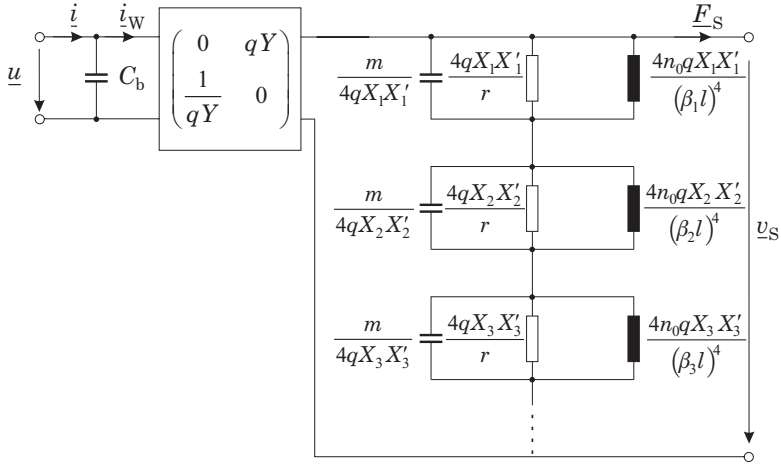 i
i_W
u
C_b
( 0 qY )
( 1/(qY) 0 )
F_S
v_S
m/(4qX_1X'_1)
4qX_1X'_1/r
4n_0qX_1X'_1/(β_1l)^4
m/(4qX_2X'_2)
4qX_2X'_2/r
4n_0qX_2X'_2/(β_2l)^4
m/(4qX_3X'_3)
4qX_3X'_3/r
4n_0qX_3X'_3/(β_3l)^4